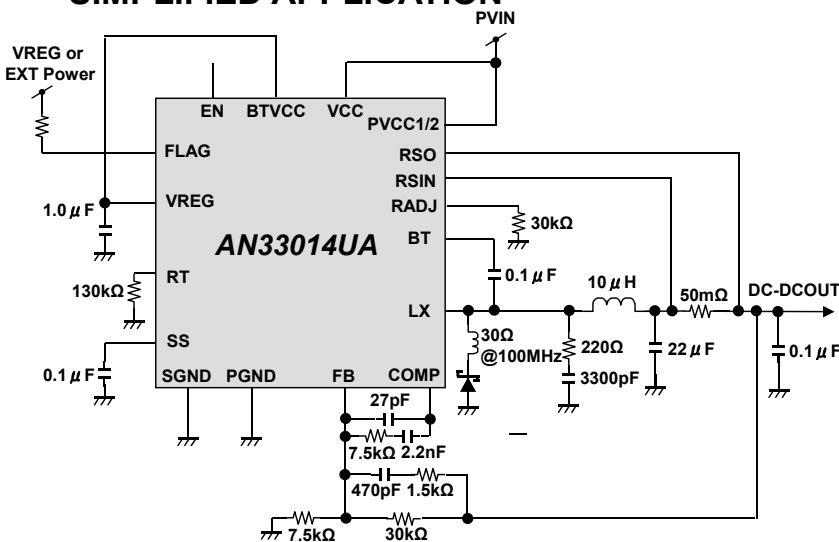 SIMPLIFIED APPLICATION
PVIN
VREG or
EXT Power
EN BTVCC VCC
PVCC1/2
FLAG
RSO
RSIN
VREG
RADJ
1.0μF
30kΩ
AN33014UA
BT
0.1μF
RT
130kΩ
10μH
50mΩ
DC-DCOUT
LX
SS
30Ω
@100MHz
220Ω
22μF
0.1μF
0.1μF
3300pF
SGND PGND FB COMP
27pF
7.5kΩ 2.2nF
470pF 1.5kΩ
7.5kΩ
30kΩ